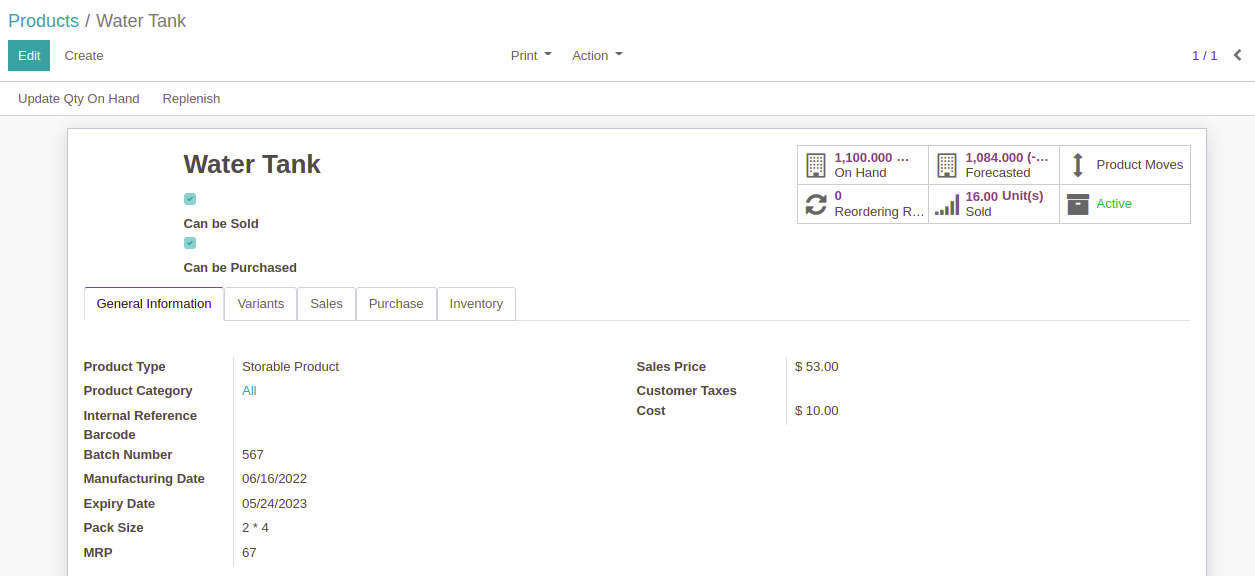 Products / Water Tank
Edit Create Print Action 1 / 1
Update Qty On Hand Replenish
Water Tank
Can be Sold
Can be Purchased
1,100.000 ...
On Hand
1,084.000 (-...
Forecasted
Product Moves
0
Reordering R...
16.00 Unit(s)
Sold
Active
General Information Variants Sales Purchase Inventory
Product Type Storable Product
Product Category All
Internal Reference
Barcode
Batch Number 567
Manufacturing Date 06/16/2022
Expiry Date 05/24/2023
Pack Size 2 * 4
MRP 67
Sales Price $ 53.00
Customer Taxes
Cost $ 10.00